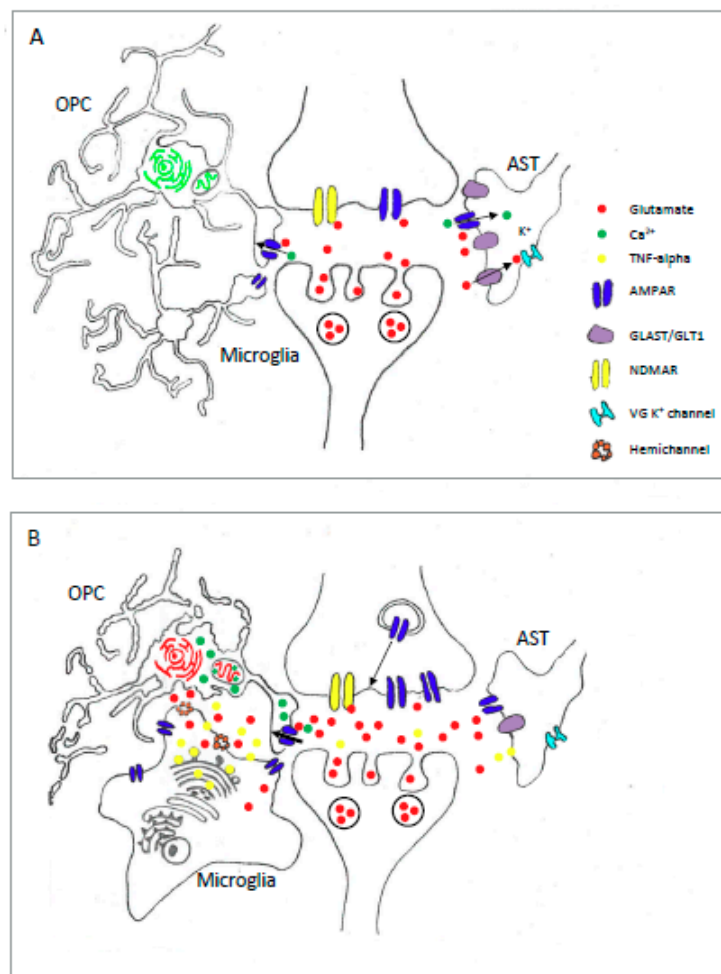 A
OPC
AST
K⁺
Microglia
Glutamate
Ca²⁺
TNF-alpha
AMPAR
GLAST/GLT1
NDMAR
VG K⁺ channel
Hemichannel
B
OPC
AST
Microglia